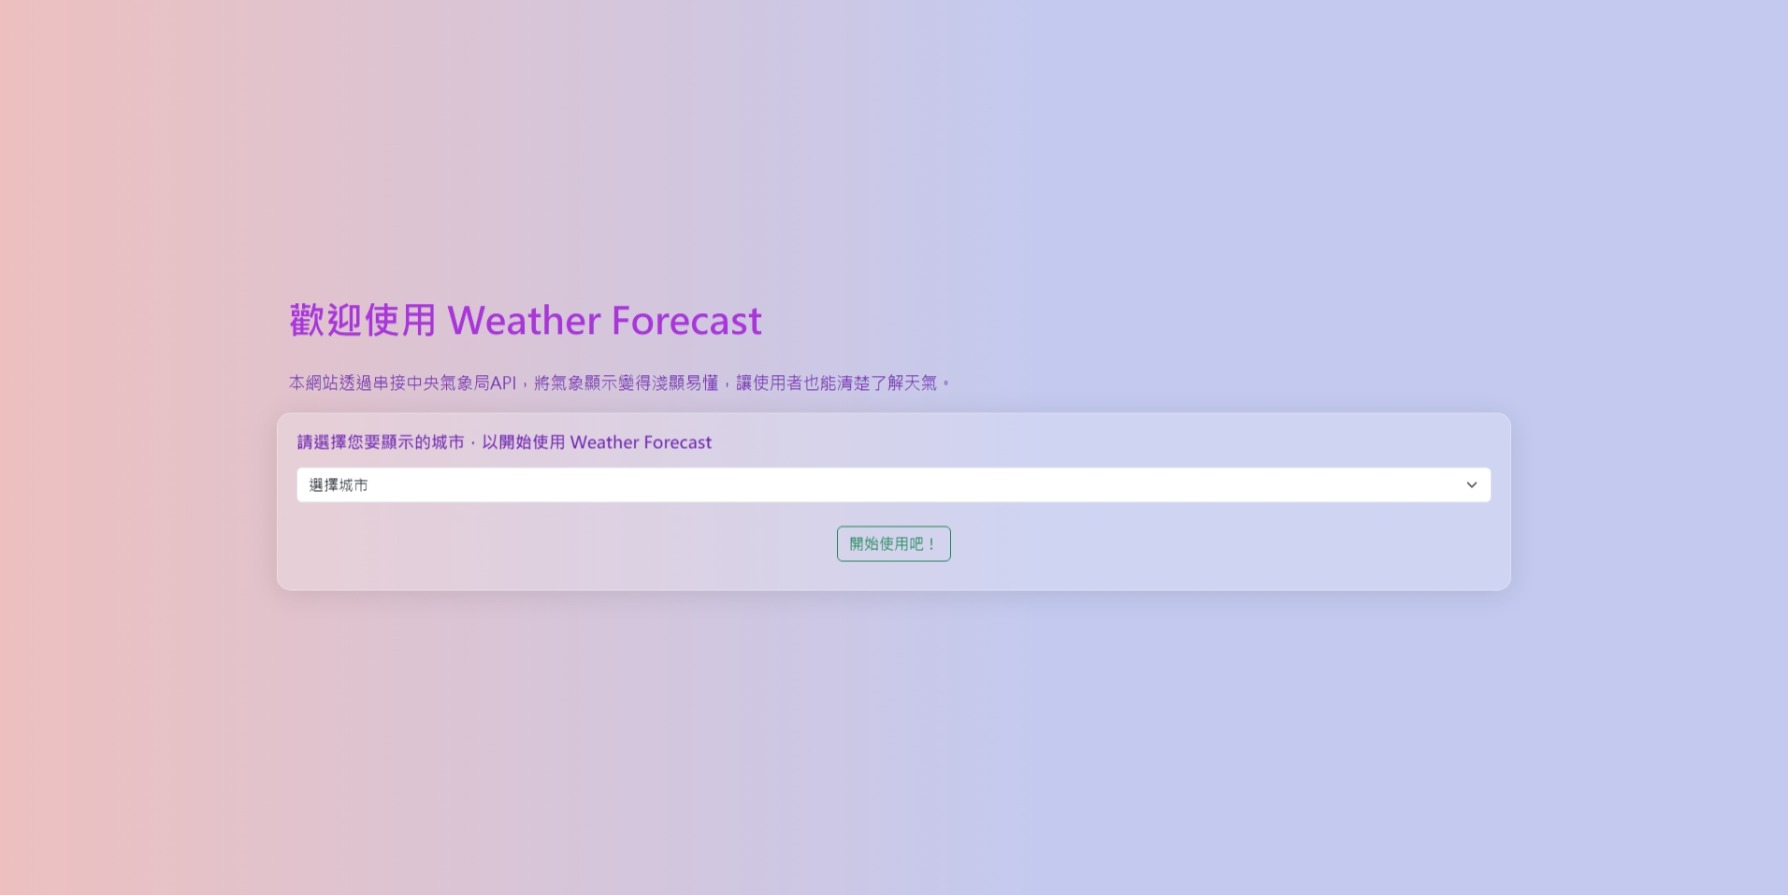 歡迎使用 Weather Forecast
本網站透過串接中央氣象局API，將氣象顯示變得淺顯易懂，讓使用者也能清楚了解天氣。
請選擇您要顯示的城市，以開始使用 Weather Forecast
選擇城市
開始使用吧！